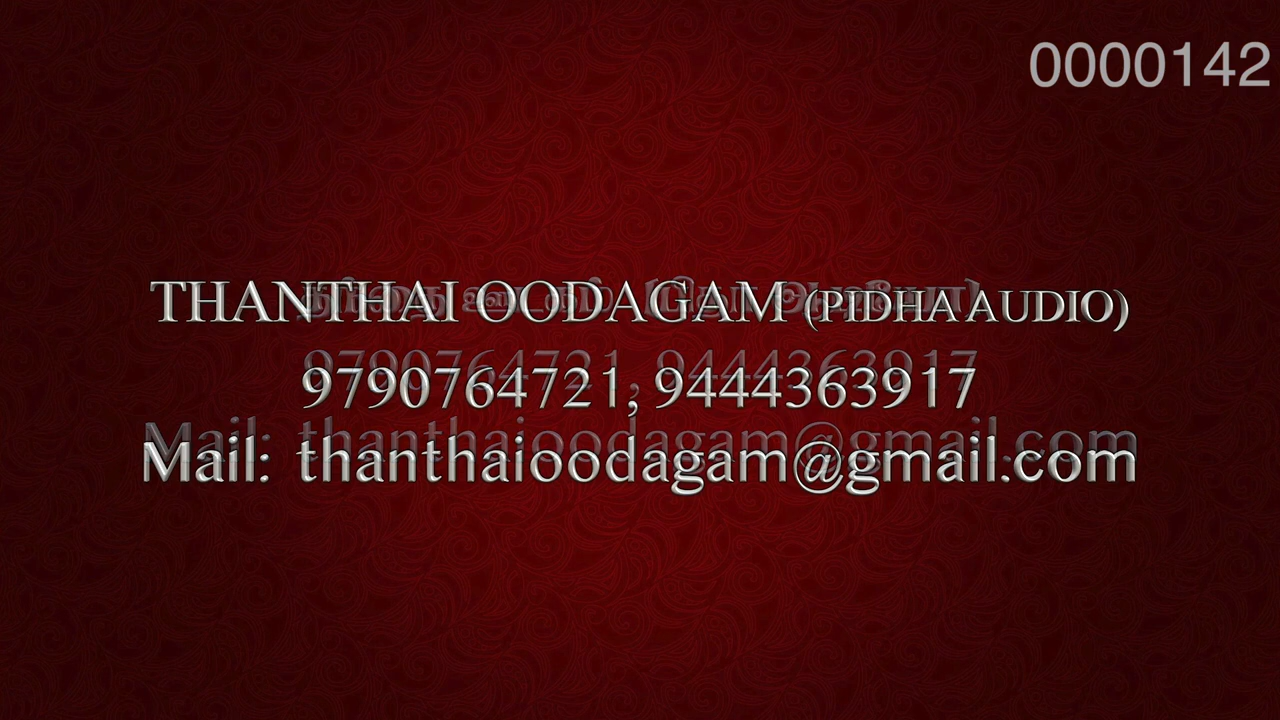 0000142
THANTHAI OODAGAM (PIDHA AUDIO)
9790764721, 9444363917
Mail: thanthaioodagam@gmail.com